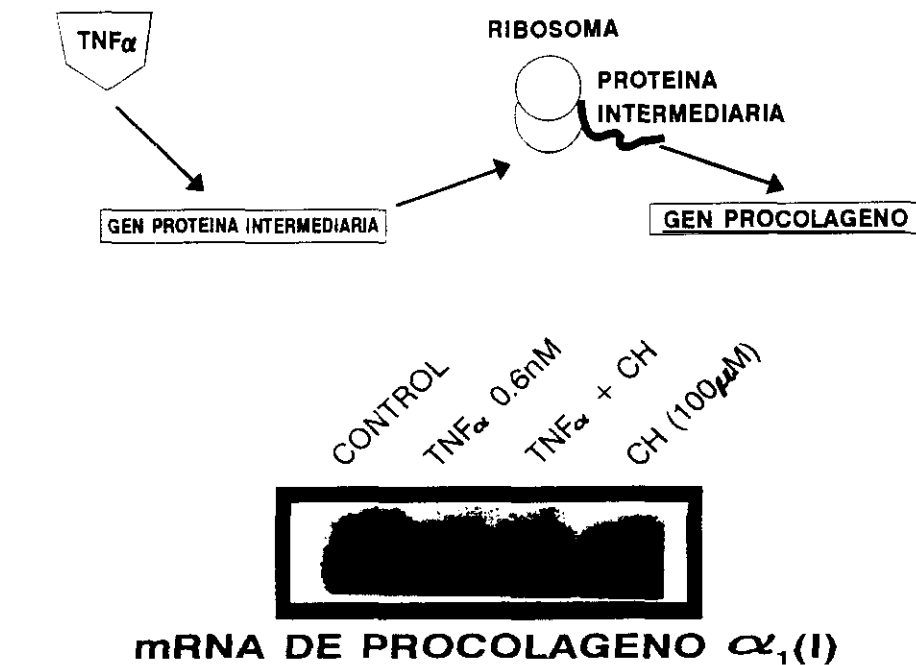 TNFα
RIBOSOMA
PROTEINA
INTERMEDIARIA
GEN PROTEINA INTERMEDIARIA
GEN PROCOLAGENO
CONTROL
TNFα 0.6nM
TNFα + CH
CH (100μM)
mRNA DE PROCOLAGENO α₁(I)